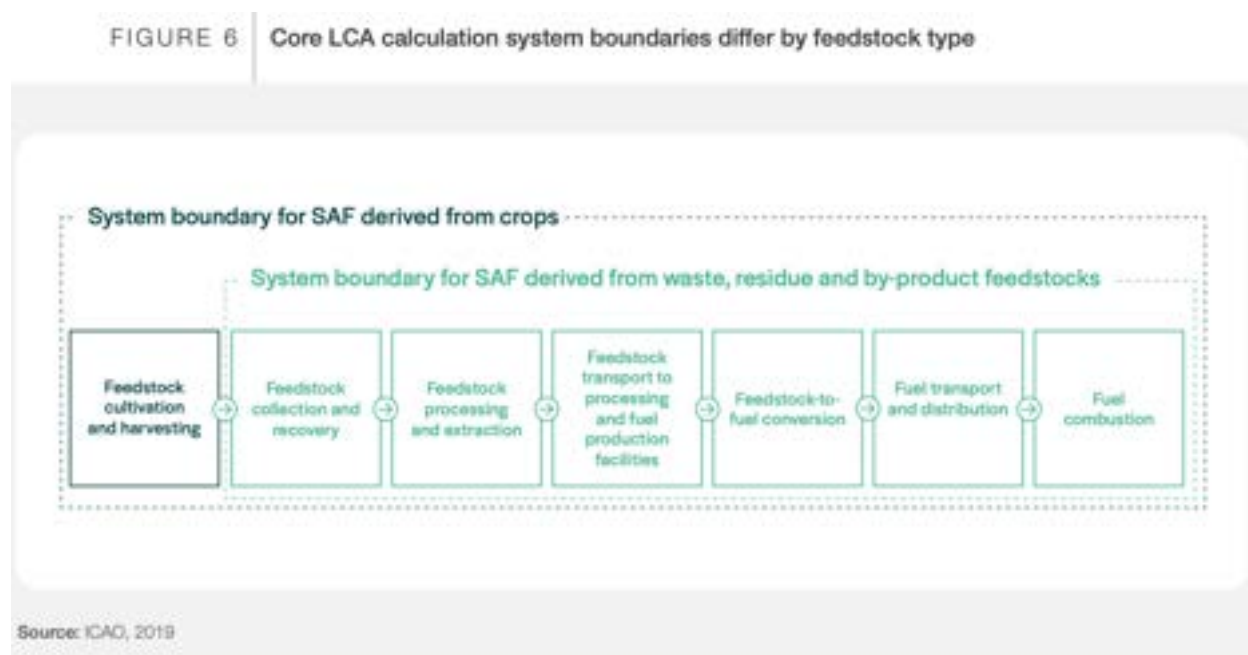 FIGURE 6
Core LCA calculation system boundaries differ by feedstock type
System boundary for SAF derived from crops
System boundary for SAF derived from waste, residue and by-product feedstocks
Feedstock
cultivation
and harvesting
Feedstock
collection and
recovery
Feedstock
processing
and extraction
Feedstock
transport to
processing
and fuel
production
facilities
Feedstock-to-
fuel conversion
Fuel transport
and distribution
Fuel
combustion
Source: ICAO, 2019